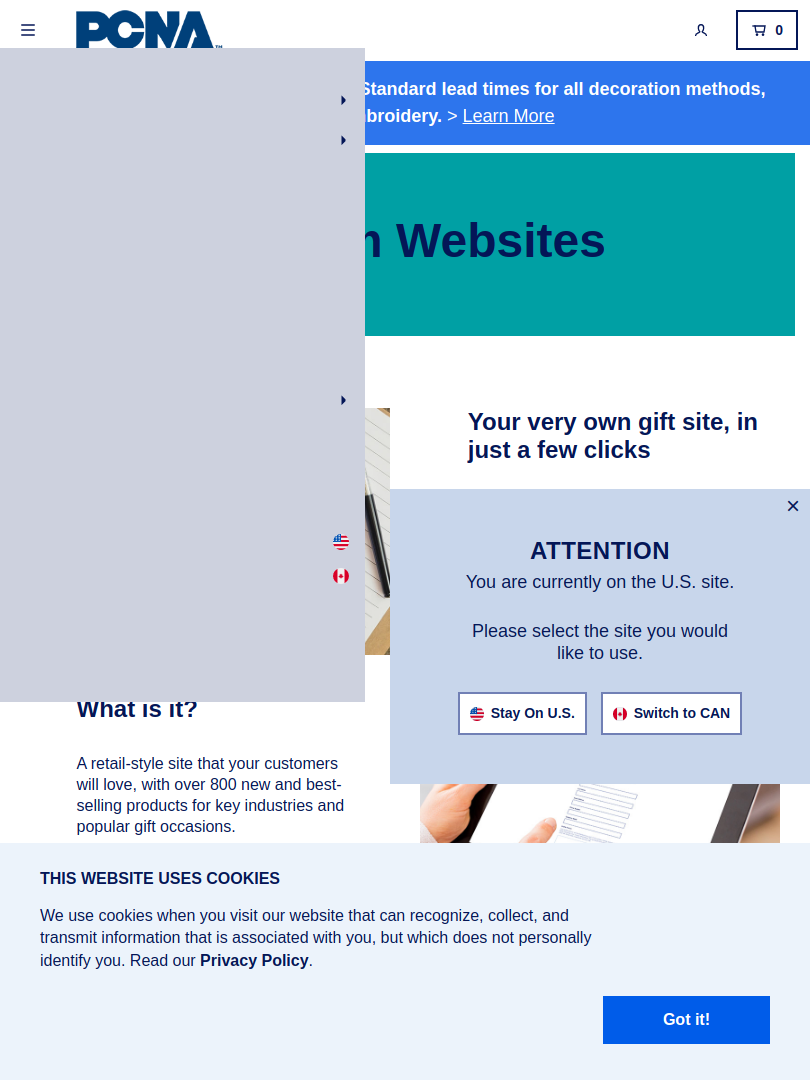 PCNA
0
Standard lead times for all decoration methods,
broidery. > Learn More
Websites
Your very own gift site, in
just a few clicks
×
ATTENTION
You are currently on the U.S. site.
Please select the site you would
like to use.
Stay On U.S.
Switch to CAN
What is it?
A retail-style site that your customers
will love, with over 800 new and best-
selling products for key industries and
popular gift occasions.
THIS WEBSITE USES COOKIES
We use cookies when you visit our website that can recognize, collect, and
transmit information that is associated with you, but which does not personally
identify you. Read our Privacy Policy.
Got it!